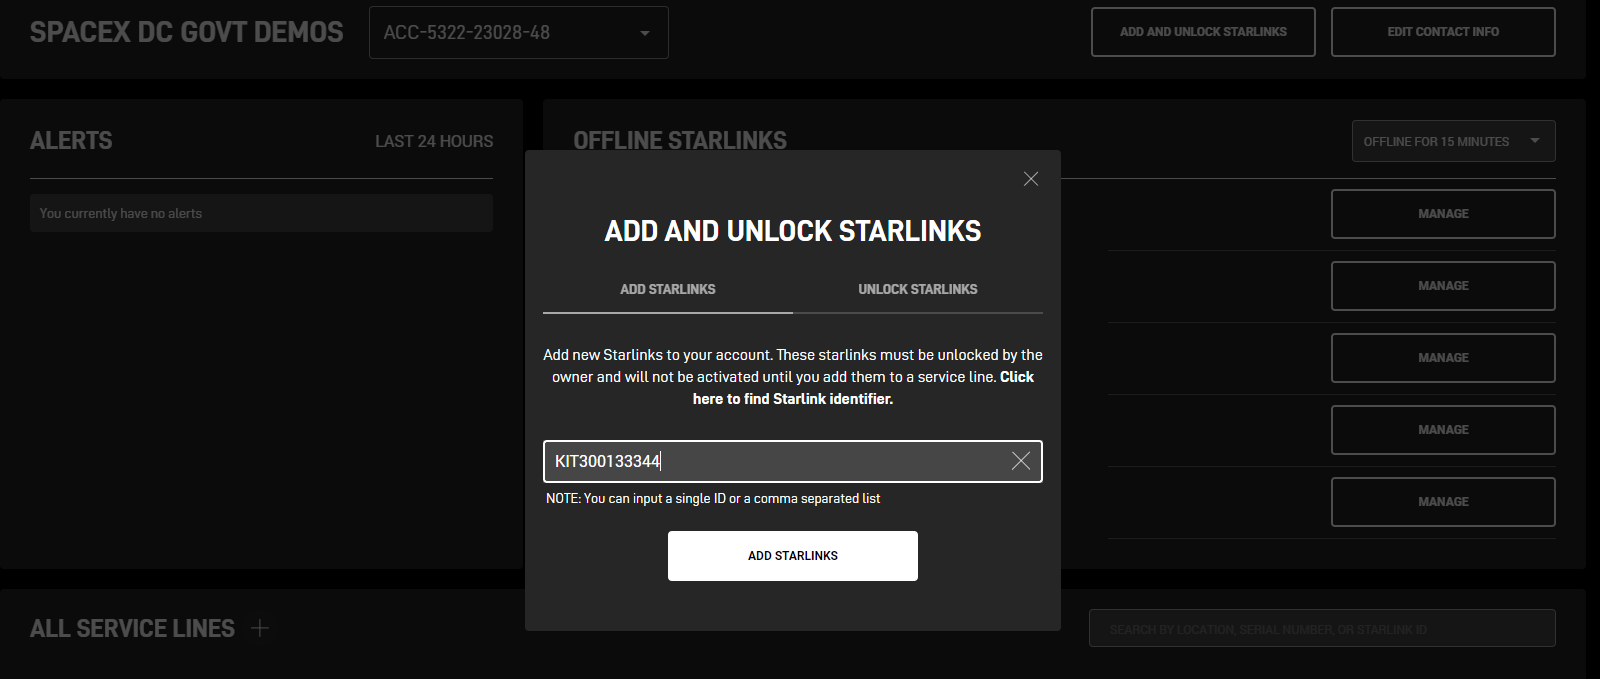 SPACEX DC GOVT DEMOS
ACC-5322-23028-48
ADD AND UNLOCK STARLINKS
EDIT CONTACT INFO
ALERTS
LAST 24 HOURS
You currently have no alerts
OFFLINE STARLINKS
OFFLINE FOR 15 MINUTES
MANAGE
MANAGE
MANAGE
MANAGE
MANAGE
ADD AND UNLOCK STARLINKS
ADD STARLINKS
UNLOCK STARLINKS
Add new Starlinks to your account. These starlinks must be unlocked by the
owner and will not be activated until you add them to a service line. Click
here to find Starlink identifier.
KIT300133344
NOTE: You can input a single ID or a comma separated list
ADD STARLINKS
ALL SERVICE LINES
SEARCH BY LOCATION, SERIAL NUMBER, OR STARLINK ID